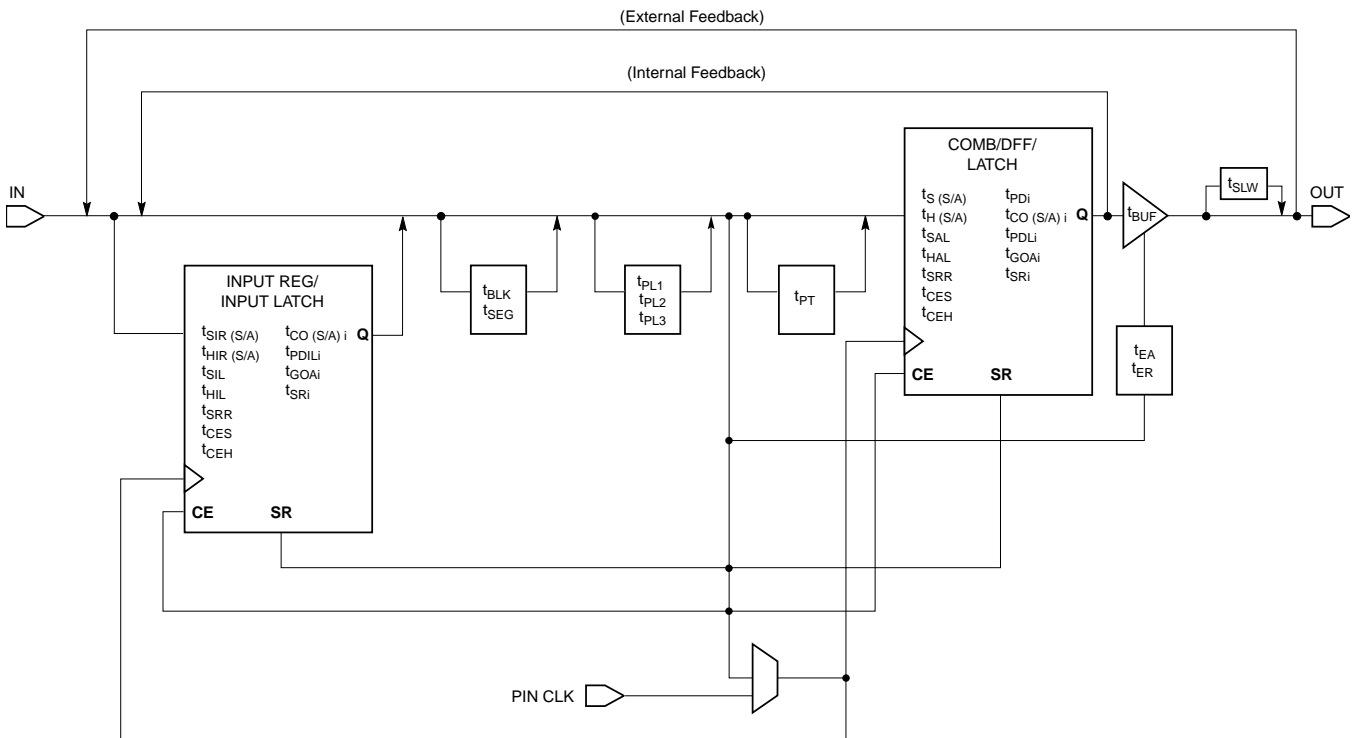 (External Feedback)
(Internal Feedback)
IN
COMB/DFF/
LATCH
tS (S/A)
tH (S/A)
tSAL
tHAL
tSRR
tCES
tCEH
tPDi
tCO (S/A) i
tPDLi
tGOAi
tSRi
Q
CE
SR
tBUF
tSLW
OUT
INPUT REG/
INPUT LATCH
tSIR (S/A)
tHIR (S/A)
tSIL
tHIL
tSRR
tCES
tCEH
tCO (S/A) i
tPDILi
tGOAi
tSRi
Q
CE
SR
tBLK
tSEG
tPL1
tPL2
tPL3
tPT
tEA
tER
PIN CLK